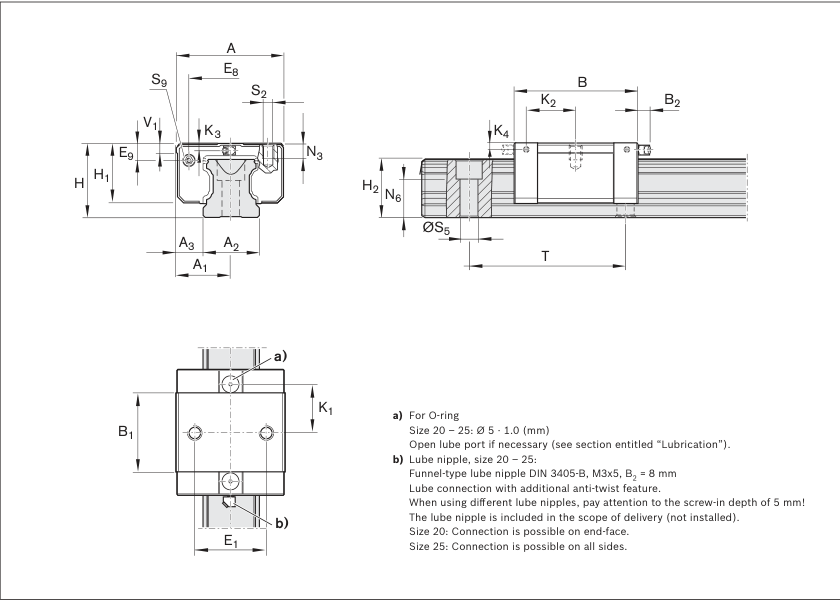 A
E8
S9
S2
V1
K3
E9
N3
H1
H
A3
A2
A1
B
K2
B2
K4
H2
N6
ØS5
T
a)
K1
B1
b)
E1
a) For O-ring
Size 20 – 25: Ø 5 · 1.0 (mm)
Open lube port if necessary (see section entitled “Lubrication”).
b) Lube nipple, size 20 – 25:
Funnel-type lube nipple DIN 3405-B, M3x5, B2 = 8 mm
Lube connection with additional anti-twist feature.
When using different lube nipples, pay attention to the screw-in depth of 5 mm!
The lube nipple is included in the scope of delivery (not installed).
Size 20: Connection is possible on end-face.
Size 25: Connection is possible on all sides.